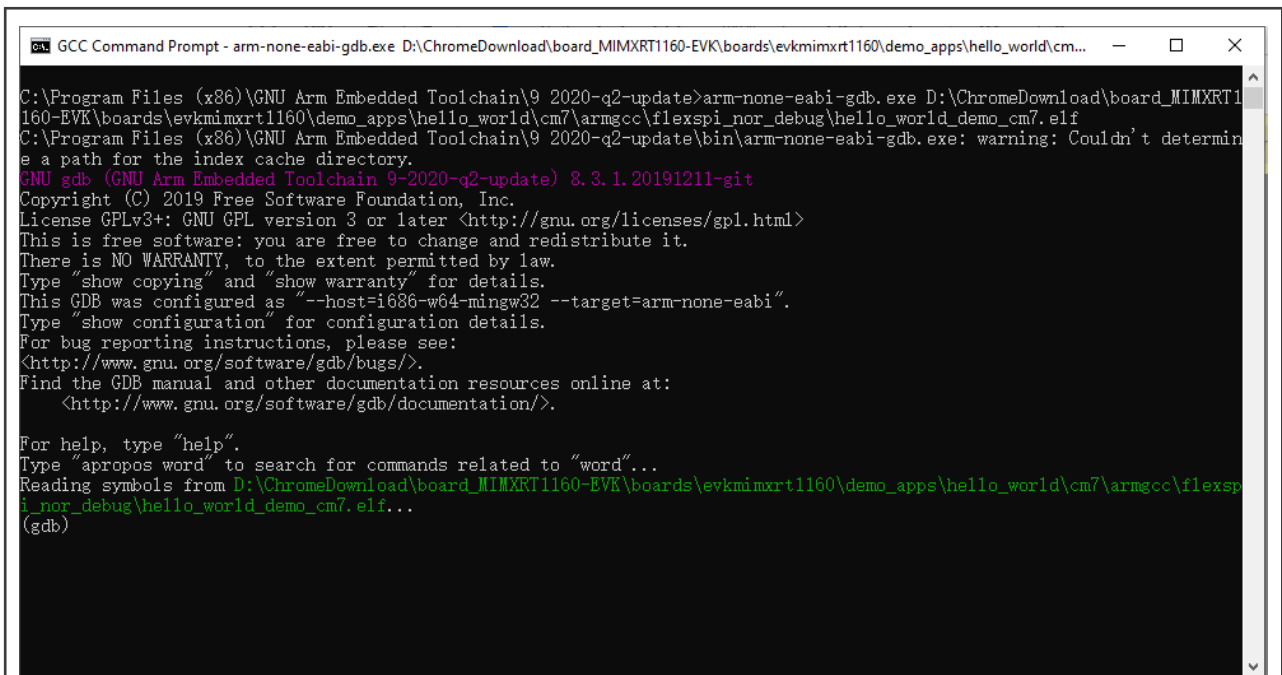 GCC Command Prompt - arm-none-eabi-gdb.exe D:\ChromeDownload\board_MIMXRT1160-EVK\boards\evkmimxrt1160\demo_apps\hello_world\cm...
C:\Program Files (x86)\GNU Arm Embedded Toolchain\9 2020-q2-update>arm-none-eabi-gdb.exe D:\ChromeDownload\board_MIMXRT1
160-EVK\boards\evkmimxrt1160\demo_apps\hello_world\cm7\armgcc\flexspi_nor_debug\hello_world_demo_cm7.elf
C:\Program Files (x86)\GNU Arm Embedded Toolchain\9 2020-q2-update\bin\arm-none-eabi-gdb.exe: warning: Couldn't determin
e a path for the index cache directory.
GNU gdb (GNU Arm Embedded Toolchain 9-2020-q2-update) 8.3.1.20191211-git
Copyright (C) 2019 Free Software Foundation, Inc.
License GPLv3+: GNU GPL version 3 or later <http://gnu.org/licenses/gpl.html>
This is free software: you are free to change and redistribute it.
There is NO WARRANTY, to the extent permitted by law.
Type "show copying" and "show warranty" for details.
This GDB was configured as "--host=i686-w64-mingw32 --target=arm-none-eabi".
Type "show configuration" for configuration details.
For bug reporting instructions, please see:
<http://www.gnu.org/software/gdb/bugs/>.
Find the GDB manual and other documentation resources online at:
    <http://www.gnu.org/software/gdb/documentation/>.
For help, type "help".
Type "apropos word" to search for commands related to "word"...
Reading symbols from D:\ChromeDownload\board_MIMXRT1160-EVK\boards\evkmimxrt1160\demo_apps\hello_world\cm7\armgcc\flexsp
i_nor_debug\hello_world_demo_cm7.elf...
(gdb)